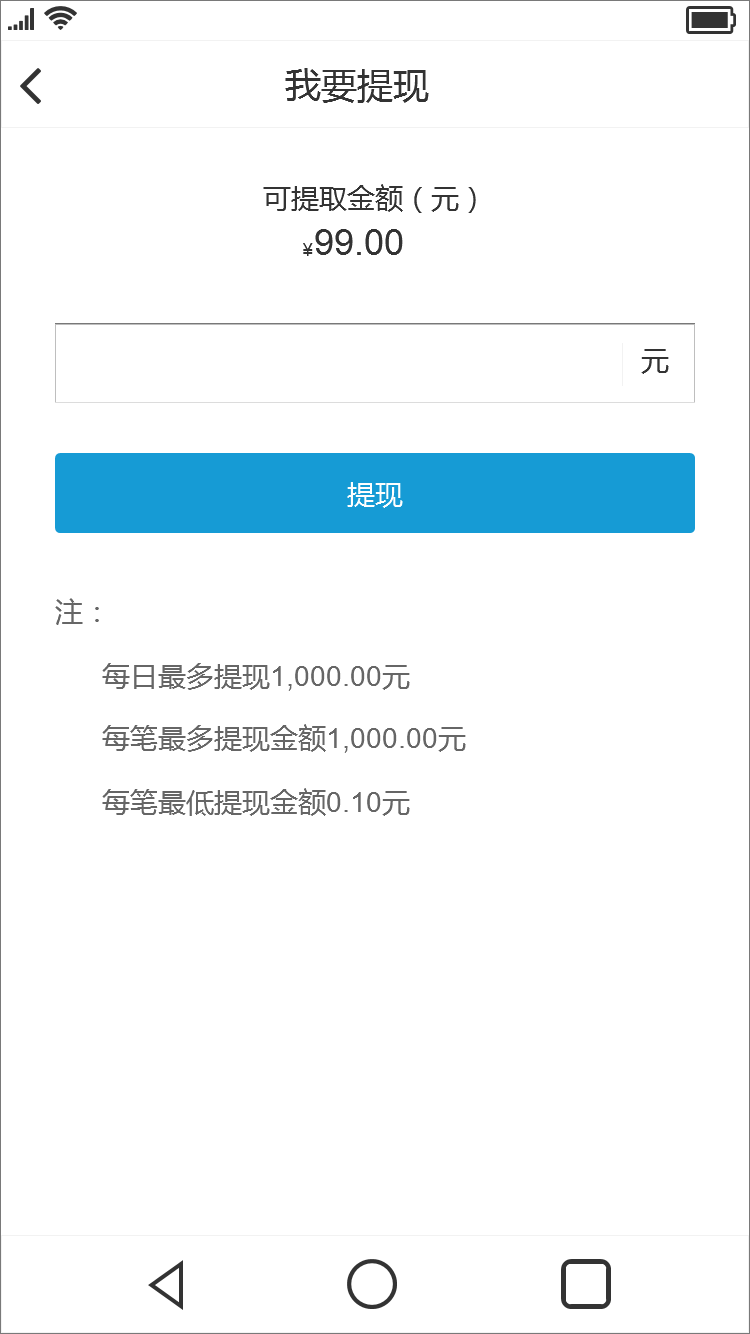 我要提现
可提取金额（元）
¥99.00
元
提现
注：
每日最多提现1,000.00元
每笔最多提现金额1,000.00元
每笔最低提现金额0.10元